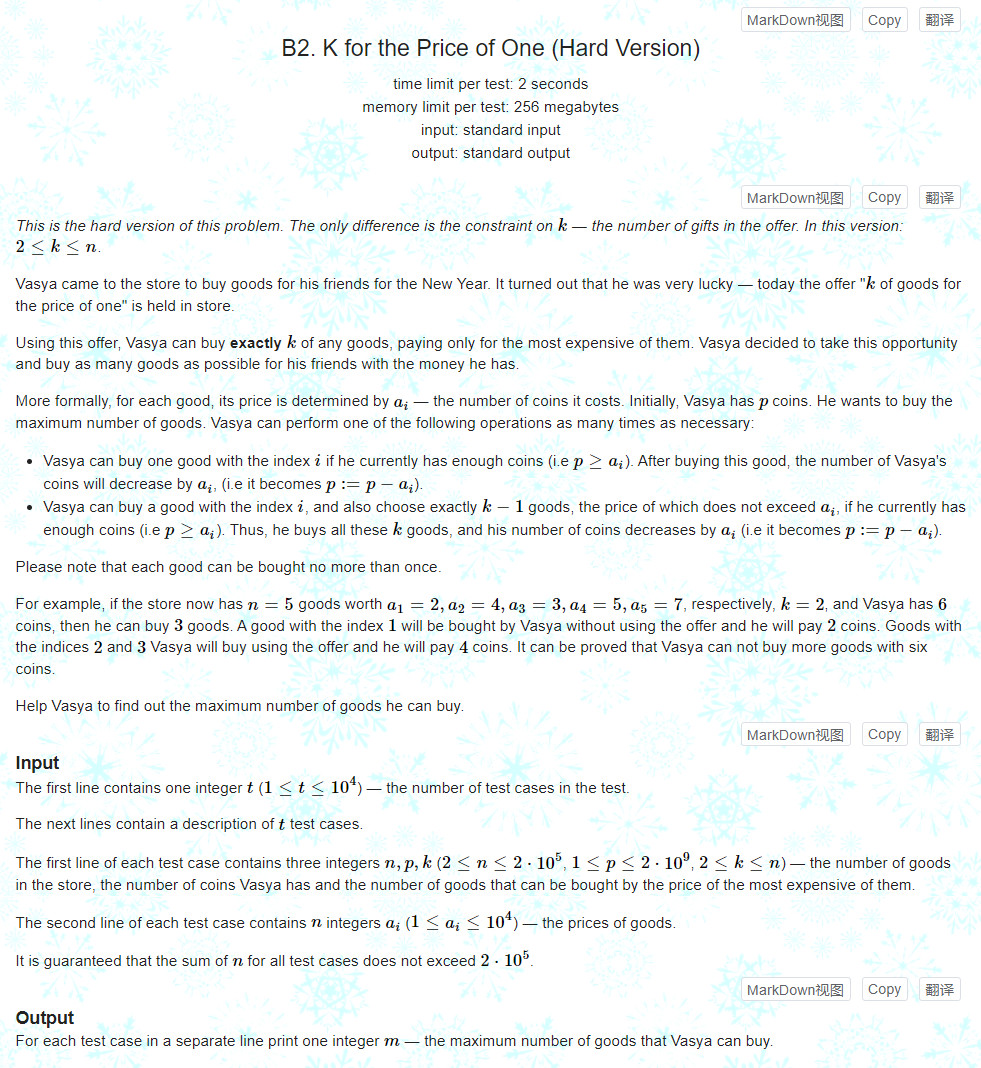 MarkDown视图 Copy 翻译
B2. K for the Price of One (Hard Version)
time limit per test: 2 seconds
memory limit per test: 256 megabytes
input: standard input
output: standard output
MarkDown视图 Copy 翻译
This is the hard version of this problem. The only difference is the constraint on k — the number of gifts in the offer. In this version:
2 ≤ k ≤ n.
Vasya came to the store to buy goods for his friends for the New Year. It turned out that he was very lucky — today the offer "k of goods for
the price of one" is held in store.
Using this offer, Vasya can buy exactly k of any goods, paying only for the most expensive of them. Vasya decided to take this opportunity
and buy as many goods as possible for his friends with the money he has.
More formally, for each good, its price is determined by a_i — the number of coins it costs. Initially, Vasya has p coins. He wants to buy the
maximum number of goods. Vasya can perform one of the following operations as many times as necessary:
• Vasya can buy one good with the index i if he currently has enough coins (i.e p ≥ a_i). After buying this good, the number of Vasya's
coins will decrease by a_i, (i.e it becomes p := p − a_i).
• Vasya can buy a good with the index i, and also choose exactly k − 1 goods, the price of which does not exceed a_i, if he currently has
enough coins (i.e p ≥ a_i). Thus, he buys all these k goods, and his number of coins decreases by a_i (i.e it becomes p := p − a_i).
Please note that each good can be bought no more than once.
For example, if the store now has n = 5 goods worth a_1 = 2, a_2 = 4, a_3 = 3, a_4 = 5, a_5 = 7, respectively, k = 2, and Vasya has 6
coins, then he can buy 3 goods. A good with the index 1 will be bought by Vasya without using the offer and he will pay 2 coins. Goods with
the indices 2 and 3 Vasya will buy using the offer and he will pay 4 coins. It can be proved that Vasya can not buy more goods with six
coins.
Help Vasya to find out the maximum number of goods he can buy.
MarkDown视图 Copy 翻译
Input
The first line contains one integer t (1 ≤ t ≤ 10^4) — the number of test cases in the test.
The next lines contain a description of t test cases.
The first line of each test case contains three integers n, p, k (2 ≤ n ≤ 2 · 10^5, 1 ≤ p ≤ 2 · 10^9, 2 ≤ k ≤ n) — the number of goods
in the store, the number of coins Vasya has and the number of goods that can be bought by the price of the most expensive of them.
The second line of each test case contains n integers a_i (1 ≤ a_i ≤ 10^4) — the prices of goods.
It is guaranteed that the sum of n for all test cases does not exceed 2 · 10^5.
MarkDown视图 Copy 翻译
Output
For each test case in a separate line print one integer m — the maximum number of goods that Vasya can buy.